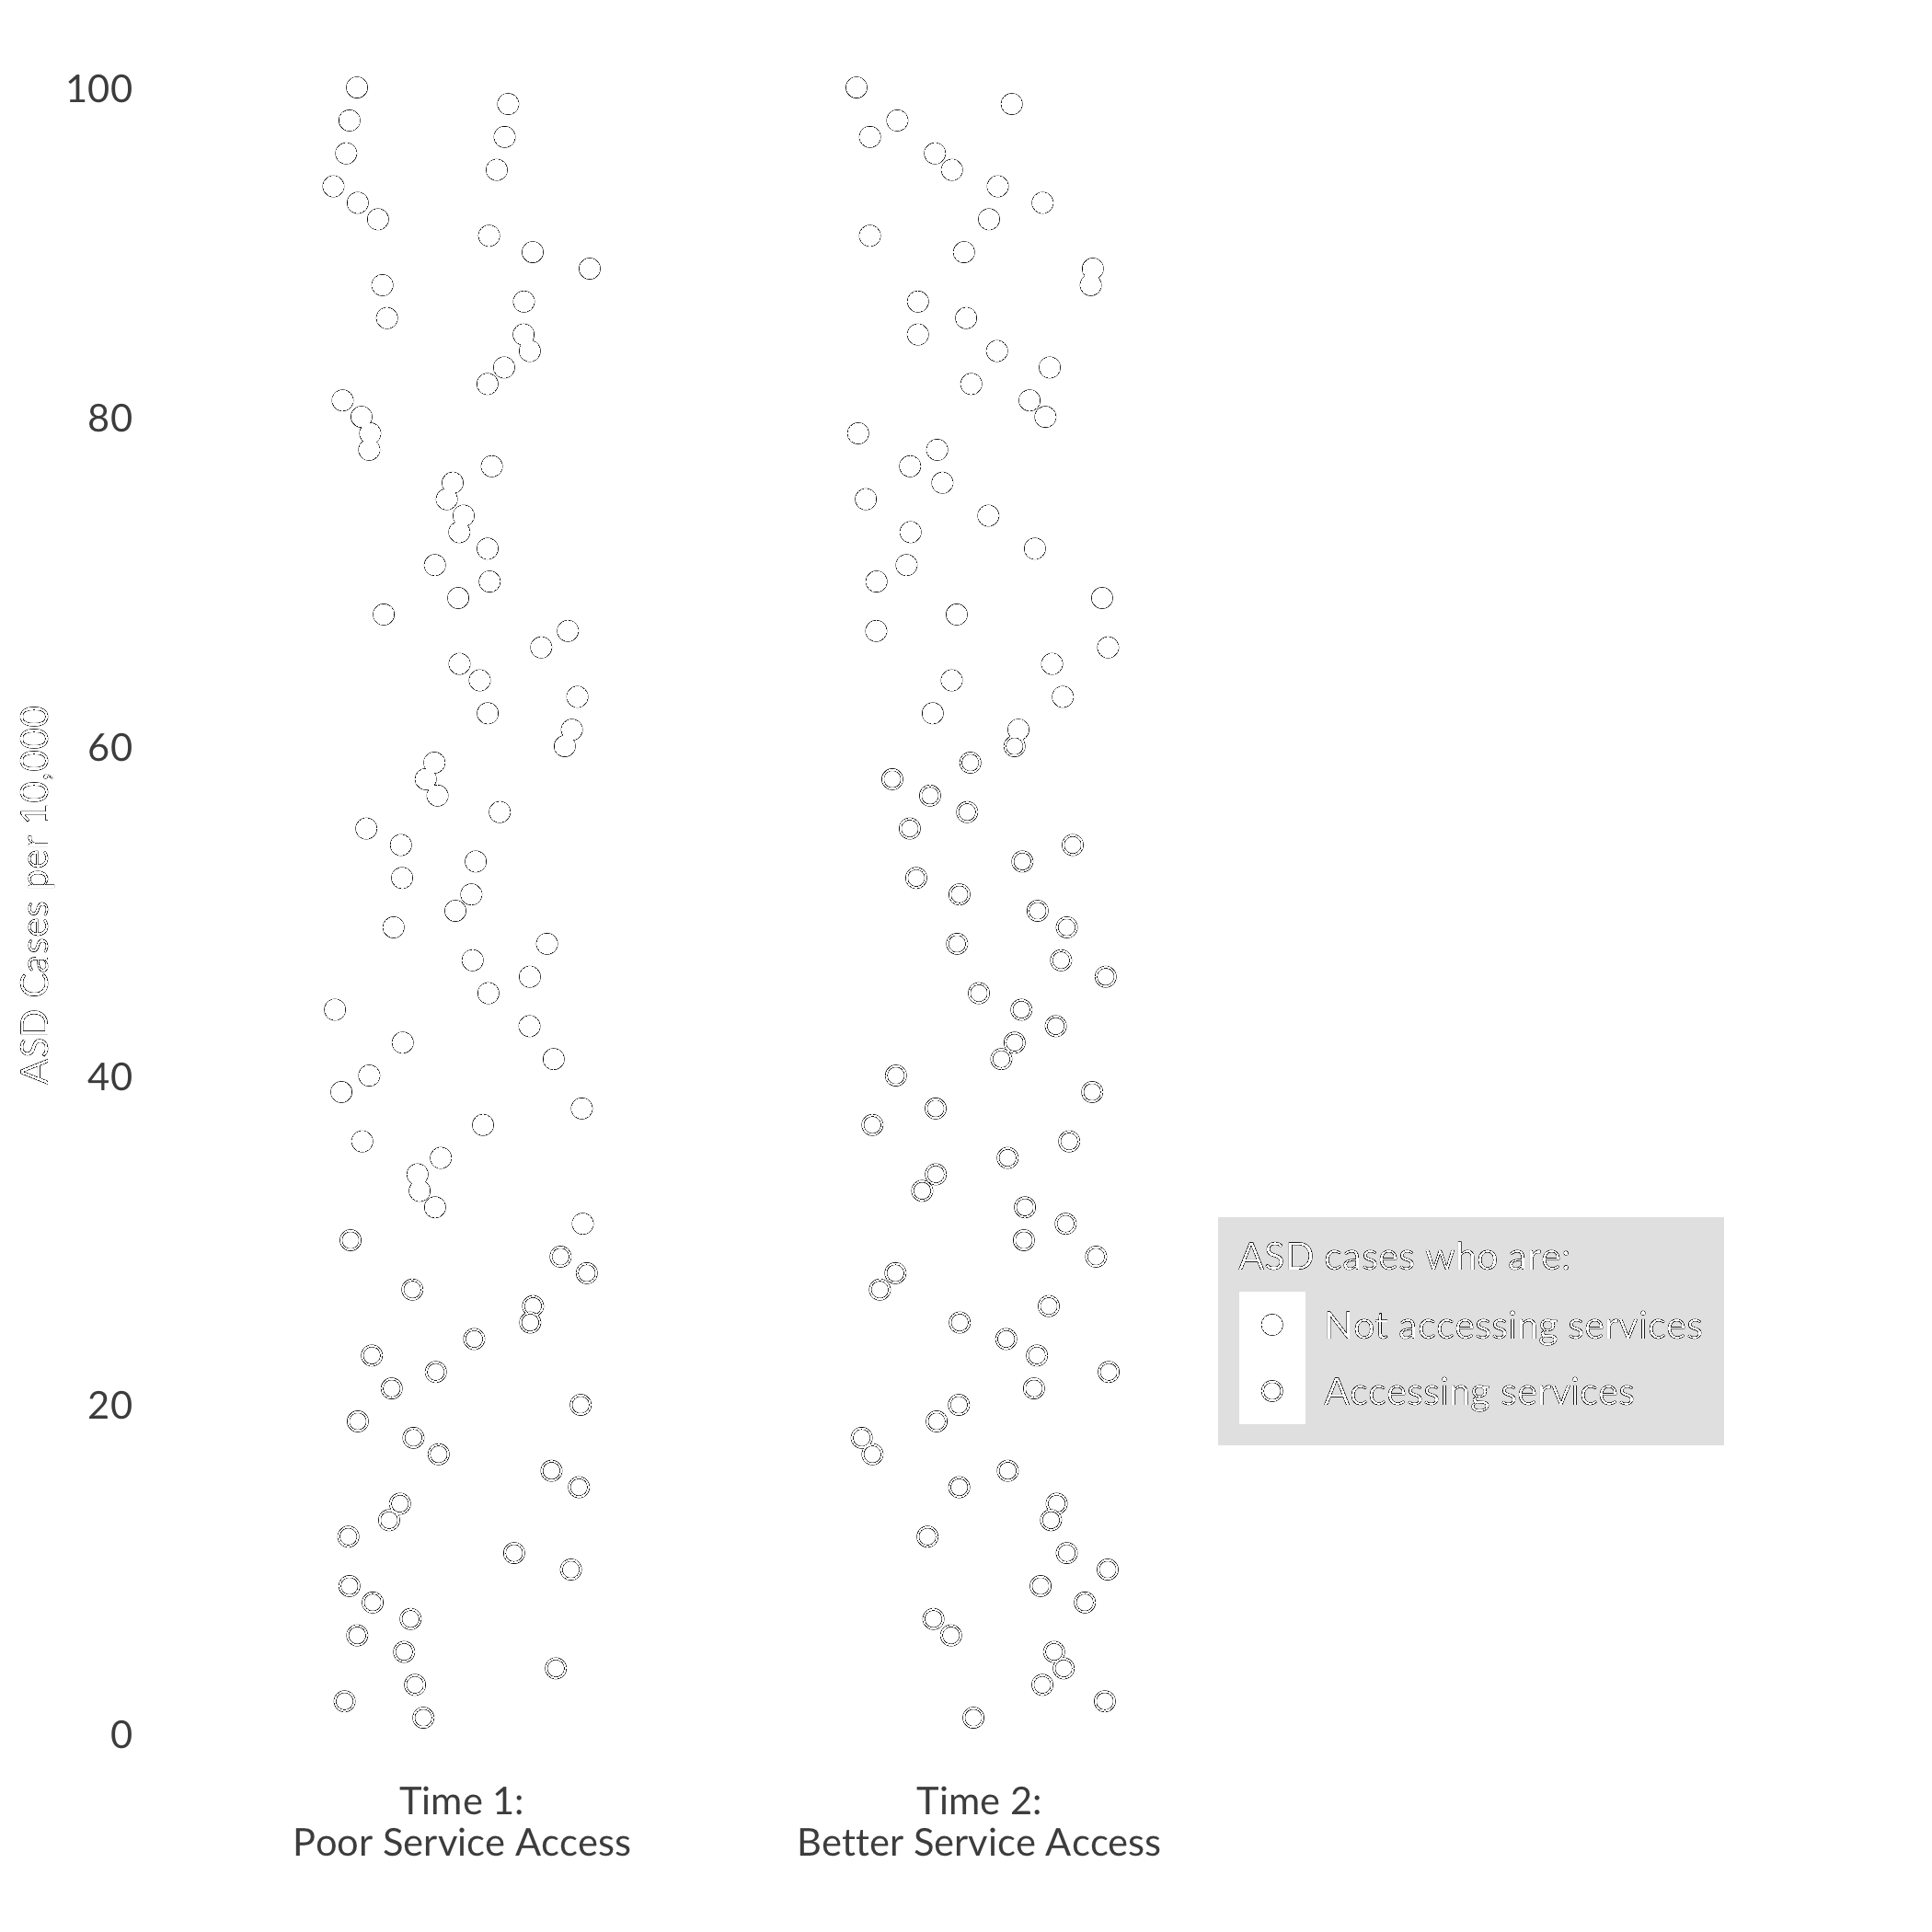 100
80
60
40
20
0
ASD Cases per 10,000
Time 1:
Poor Service Access
Time 2:
Better Service Access
ASD cases who are:
Not accessing services
Accessing services